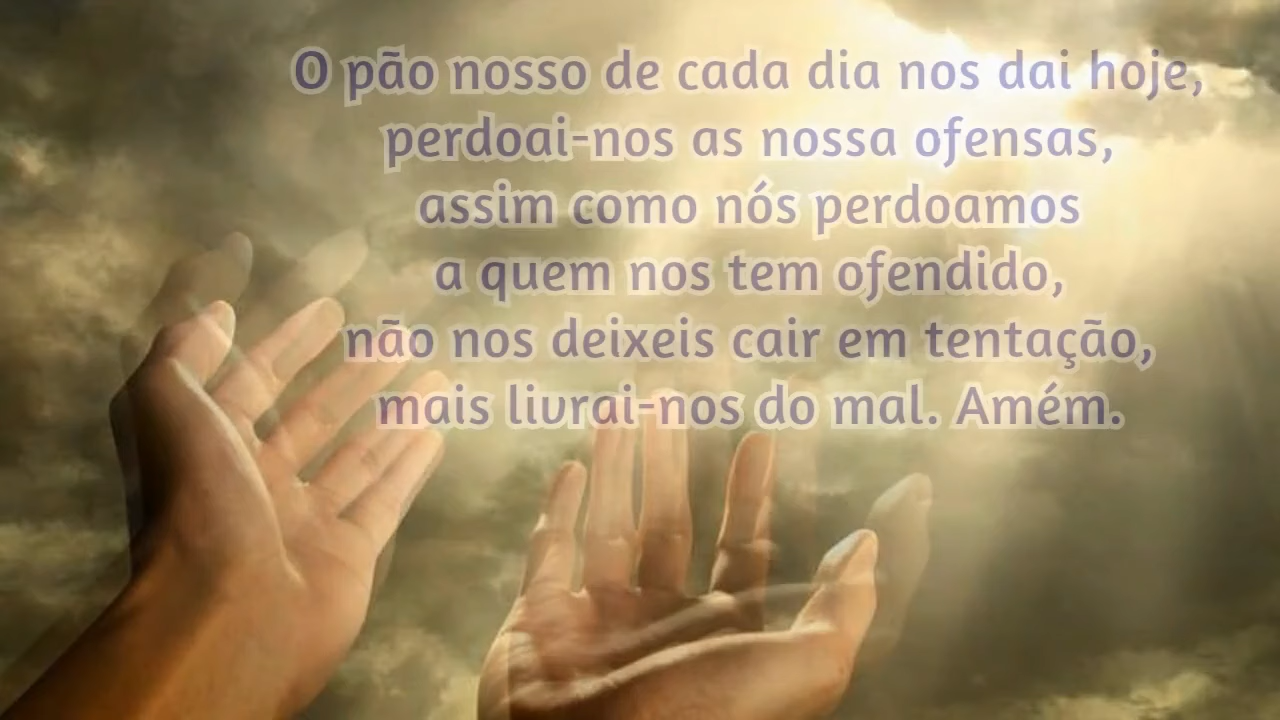 O pão nosso de cada dia nos dai hoje,
perdoai-nos as nossa ofensas,
assim como nós perdoamos
a quem nos tem ofendido,
não nos deixeis cair em tentação,
mais livrai-nos do mal. Amém.